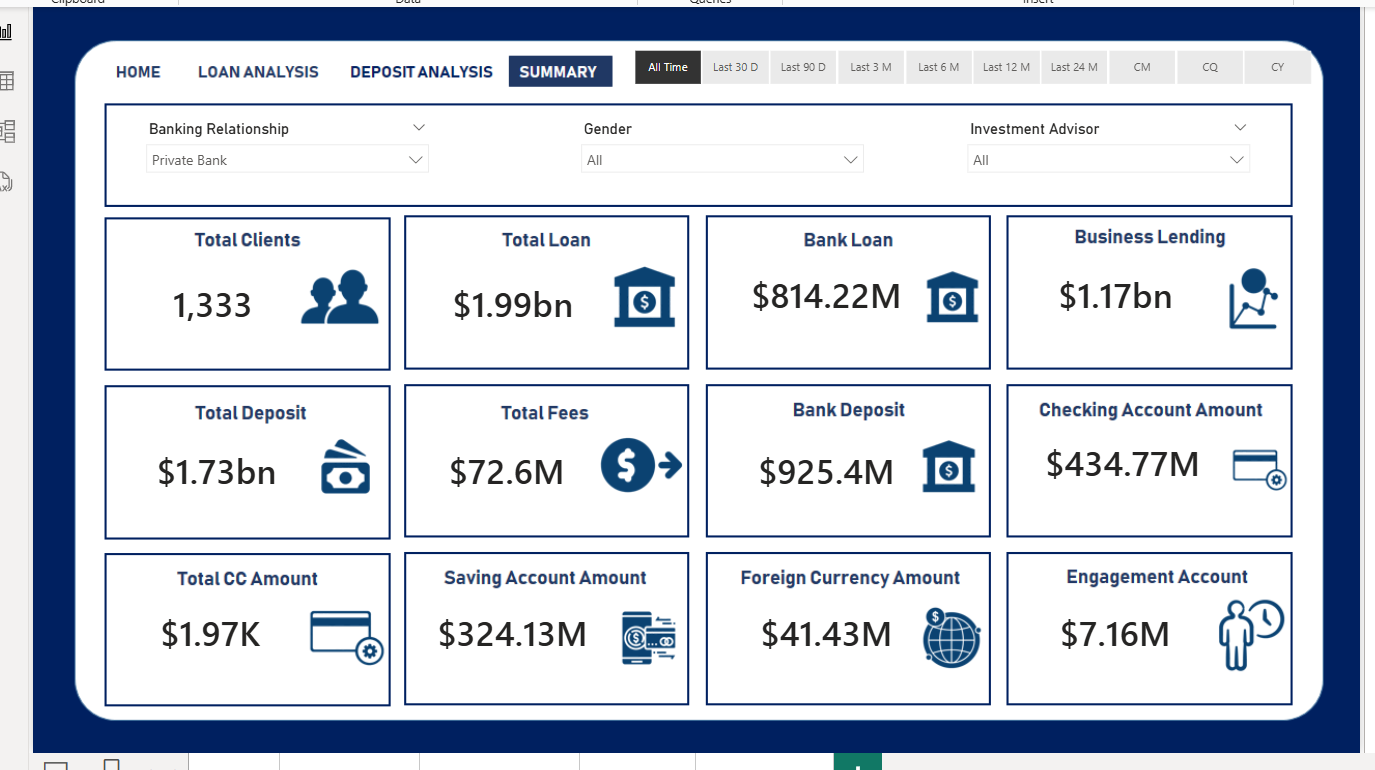 Clipboard Data Queries Insert
HOME LOAN ANALYSIS DEPOSIT ANALYSIS SUMMARY All Time Last 30 D Last 90 D Last 3 M Last 6 M Last 12 M Last 24 M CM CQ CY
Banking Relationship Gender Investment Advisor
Private Bank All All
Total Clients Total Loan Bank Loan Business Lending
1,333 $1.99bn $814.22M $1.17bn
Total Deposit Total Fees Bank Deposit Checking Account Amount
$1.73bn $72.6M $925.4M $434.77M
Total CC Amount Saving Account Amount Foreign Currency Amount Engagement Account
$1.97K $324.13M $41.43M $7.16M